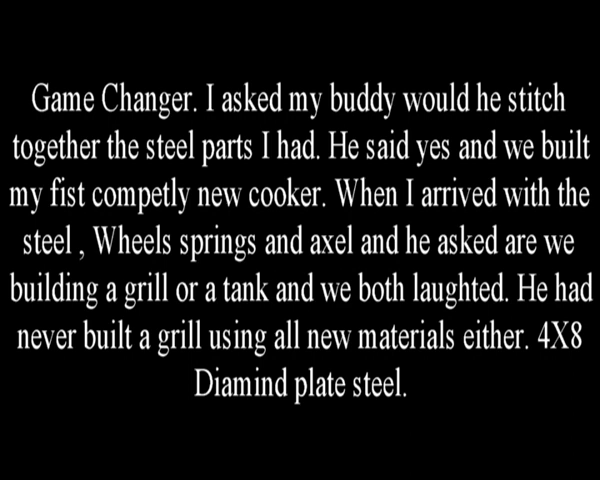 Game Changer. I asked my buddy would he stitch
together the steel parts I had. He said yes and we built
my fist competly new cooker. When I arrived with the
steel , Wheels springs and axel and he asked are we
building a grill or a tank and we both laughted. He had
never built a grill using all new materials either. 4X8
Diamind plate steel.